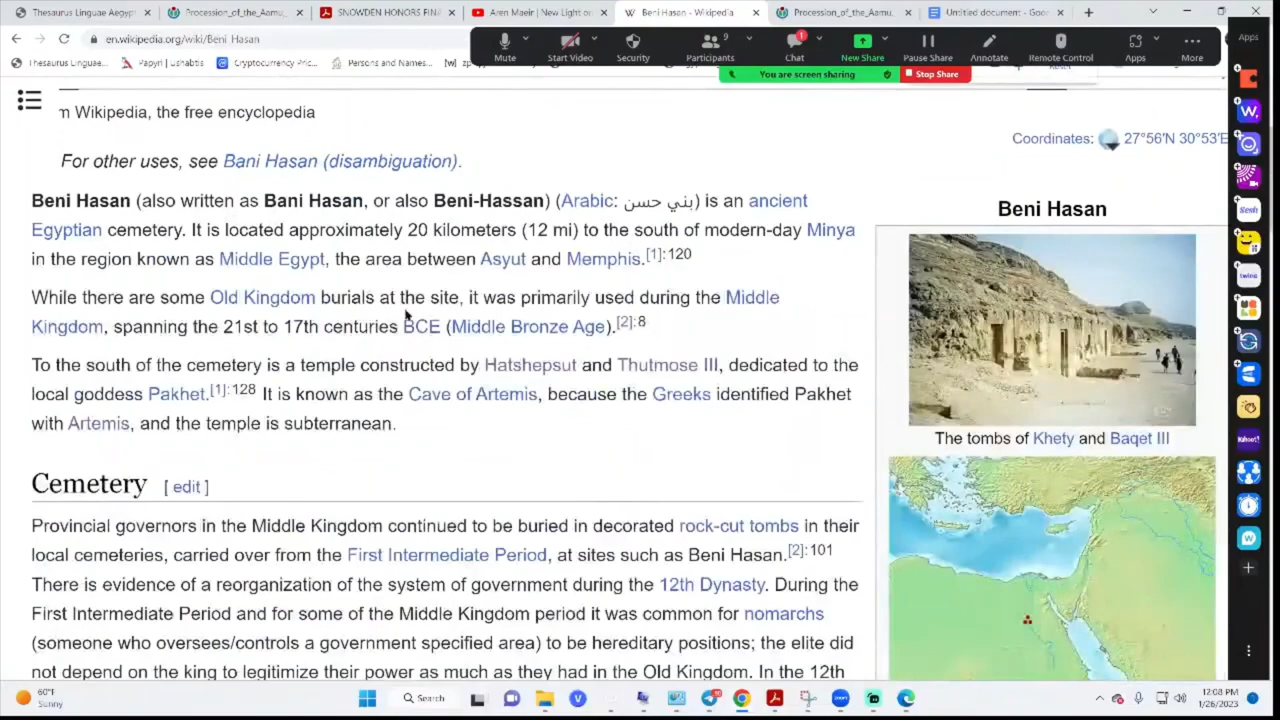 Thesaurus Linguae Aegypt
Procession_of_the_Aamu,
SNOWDEN HONORS FINA
Aren Maeir | New Light on
Beni Hasan - Wikipedia
Procession_of_the_Aamu.
Untitled document - Goo
en.wikipedia.org/wiki/Beni_Hasan
Mute
Start Video
Security
9
Participants
1
Chat
New Share
Pause Share
Annotate
Remote Control
Apps
More
Apps
Thesaurus Linguae...
Papyri | Ushabtis
Cryptocurrency Pric...
Persons and Names...
You are screen sharing
Stop Share
m Wikipedia, the free encyclopedia
Coordinates: 27°56′N 30°53′E
For other uses, see Bani Hasan (disambiguation).
Beni Hasan (also written as Bani Hasan, or also Beni-Hassan) (Arabic: بني حسن) is an ancient
Egyptian cemetery. It is located approximately 20 kilometers (12 mi) to the south of modern-day Minya
in the region known as Middle Egypt, the area between Asyut and Memphis.[1]:120
While there are some Old Kingdom burials at the site, it was primarily used during the Middle
Kingdom, spanning the 21st to 17th centuries BCE (Middle Bronze Age).[2]:8
To the south of the cemetery is a temple constructed by Hatshepsut and Thutmose III, dedicated to the
local goddess Pakhet.[1]:128 It is known as the Cave of Artemis, because the Greeks identified Pakhet
with Artemis, and the temple is subterranean.
Cemetery [ edit ]
Provincial governors in the Middle Kingdom continued to be buried in decorated rock-cut tombs in their
local cemeteries, carried over from the First Intermediate Period, at sites such as Beni Hasan.[2]:101
There is evidence of a reorganization of the system of government during the 12th Dynasty. During the
First Intermediate Period and for some of the Middle Kingdom period it was common for nomarchs
(someone who oversees/controls a government specified area) to be hereditary positions; the elite did
not depend on the king to legitimize their power as much as they had in the Old Kingdom. In the 12th
Beni Hasan
The tombs of Khety and Baqet III
Sesh
twine
Kahoot!
60°F
Sunny
Search
12:08 PM
1/26/2023